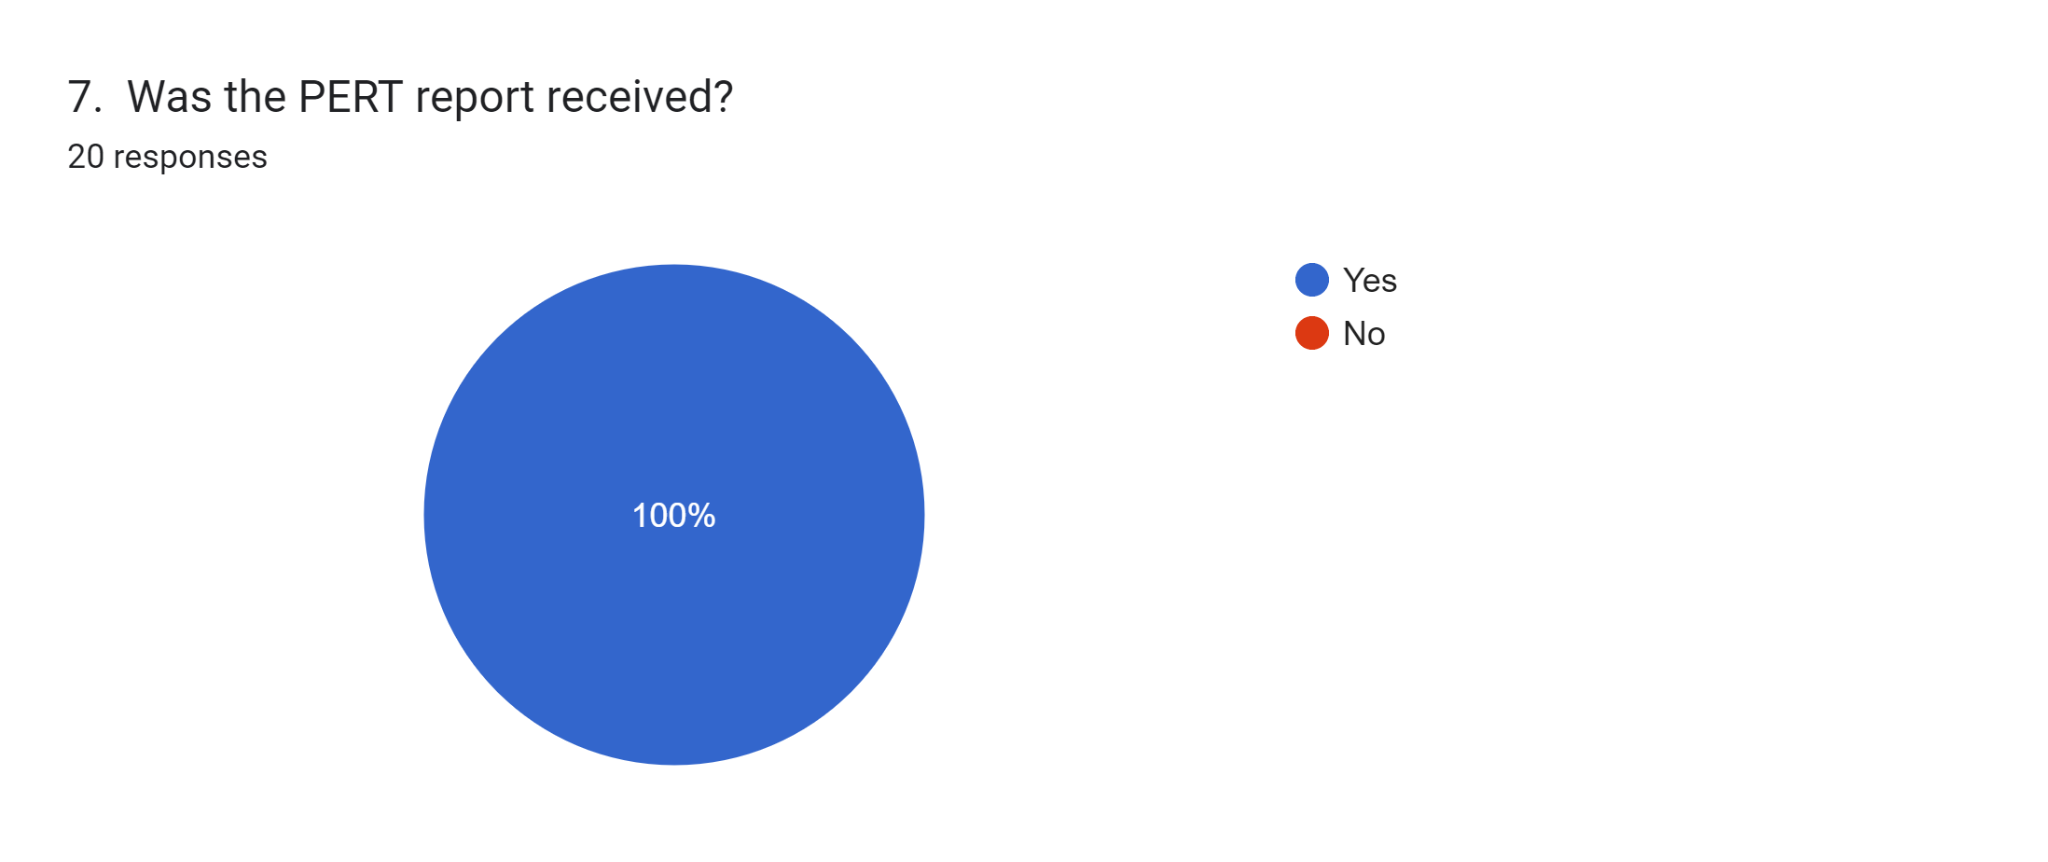 7. Was the PERT report received?
20 responses
100%
Yes
No